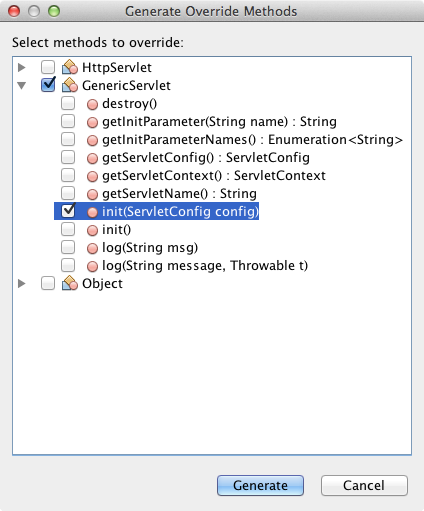 Generate Override Methods
Select methods to override:
HttpServlet
GenericServlet
destroy()
getInitParameter(String name) : String
getInitParameterNames() : Enumeration<String>
getServletConfig() : ServletConfig
getServletContext() : ServletContext
getServletName() : String
init(ServletConfig config)
init()
log(String msg)
log(String message, Throwable t)
Object
Generate Cancel